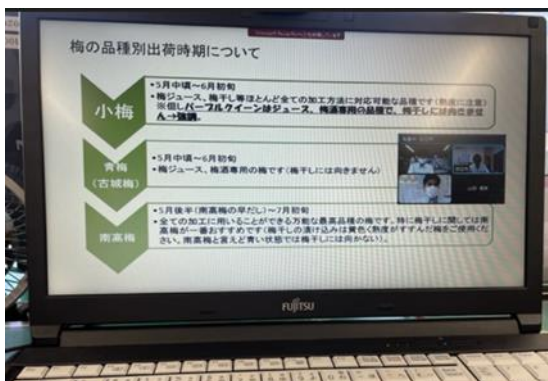 梅の品種別出荷時期について
小梅
•5月中頃～6月初旬
•梅ジュース、梅干し等ほとんど全ての加工方法に対応可能な品種です(熟度に注意)
※但しパープルクイーンはジュース、梅酒専用の品種で、梅干しには向きませ
ん→強調。
青梅
(古城梅)
•5月中頃～6月初旬
•梅ジュース、梅酒専用の梅です(梅干しには向きません)
南高梅
•5月後半(南高梅の早だし)～7月初旬
•全ての加工に用いることができる万能な最高品種の梅です。特に梅干しに関しては南
高梅が一番おすすめです(梅干しの漬け込みは黄色く熟度がすすんだ梅をご使用くだ
さい。南高梅と言えど青い状態では梅干しには向かない)。
FUJITSU